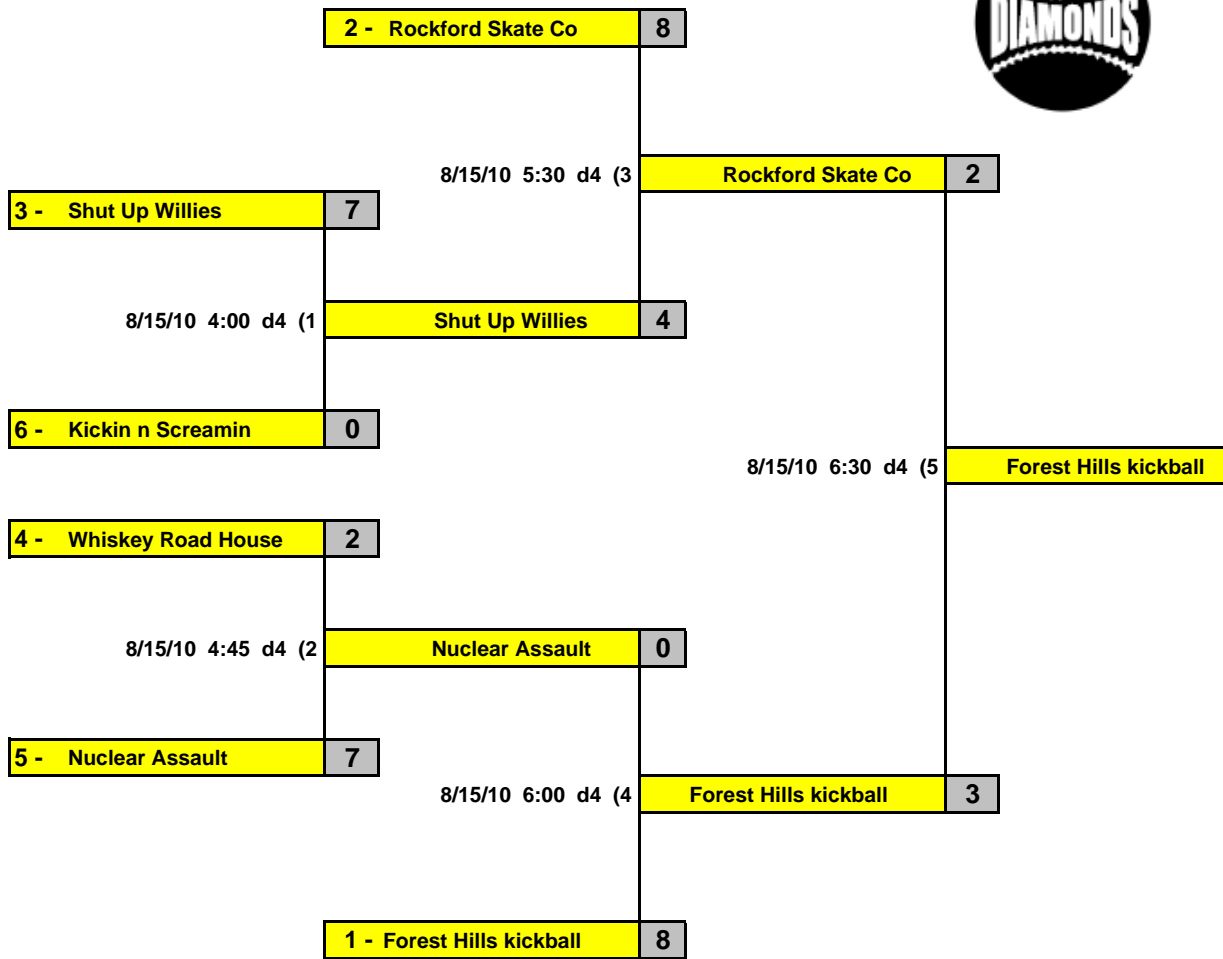 DIAMONDS
2 - Rockford Skate Co 8
8/15/10 5:30 d4 (3
Rockford Skate Co 2
3 - Shut Up Willies 7
8/15/10 4:00 d4 (1
Shut Up Willies 4
6 - Kickin n Screamin 0
8/15/10 6:30 d4 (5
Forest Hills kickball
4 - Whiskey Road House 2
8/15/10 4:45 d4 (2
Nuclear Assault 0
5 - Nuclear Assault 7
8/15/10 6:00 d4 (4
Forest Hills kickball 3
1 - Forest Hills kickball 8